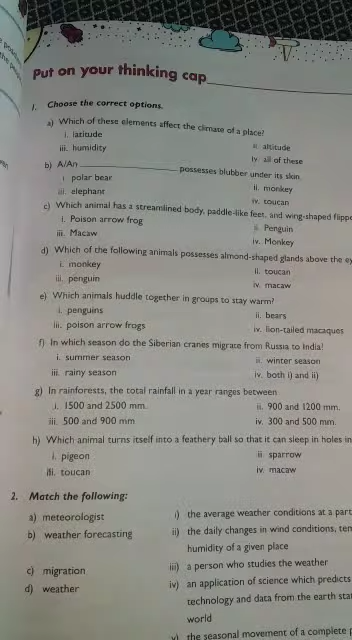 Put on your thinking cap
1. Choose the correct options.
a) Which of these elements affect the climate of a place?
i. latitude ii. altitude
iii. humidity iv. all of these
b) A/An ____________ possesses blubber under its skin.
i. polar bear ii. monkey
iii. elephant iv. toucan
c) Which animal has a streamlined body, paddle-like feet, and wing-shaped flippe
i. Poison arrow frog ii. Penguin
iii. Macaw iv. Monkey
d) Which of the following animals possesses almond-shaped glands above the ey
i. monkey ii. toucan
iii. penguin iv. macaw
e) Which animals huddle together in groups to stay warm?
i. penguins ii. bears
iii. poison arrow frogs iv. lion-tailed macaques
f) In which season do the Siberian cranes migrate from Russia to India?
i. summer season ii. winter season
iii. rainy season iv. both i) and ii)
g) In rainforests, the total rainfall in a year ranges between
i. 1500 and 2500 mm. ii. 900 and 1200 mm.
iii. 500 and 900 mm iv. 300 and 500 mm.
h) Which animal turns itself into a feathery ball so that it can sleep in holes in
i. pigeon ii. sparrow
iii. toucan iv. macaw
2. Match the following:
a) meteorologist i) the average weather conditions at a part
b) weather forecasting ii) the daily changes in wind conditions, tem
humidity of a given place
c) migration iii) a person who studies the weather
d) weather iv) an application of science which predicts
technology and data from the earth stat
world
v) the seasonal movement of a complete